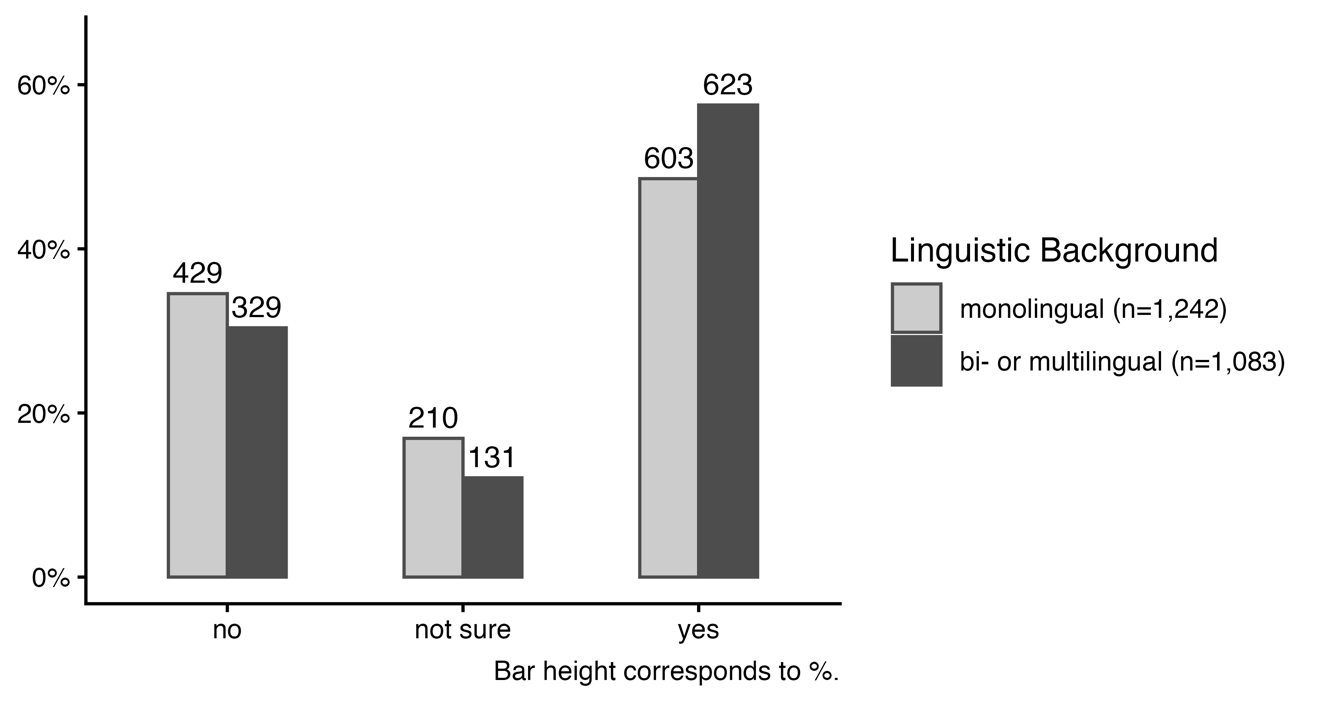 60%
40%
20%
0%
429
329
210
131
603
623
no
not sure
yes
Bar height corresponds to %.
Linguistic Background
monolingual (n=1,242)
bi- or multilingual (n=1,083)